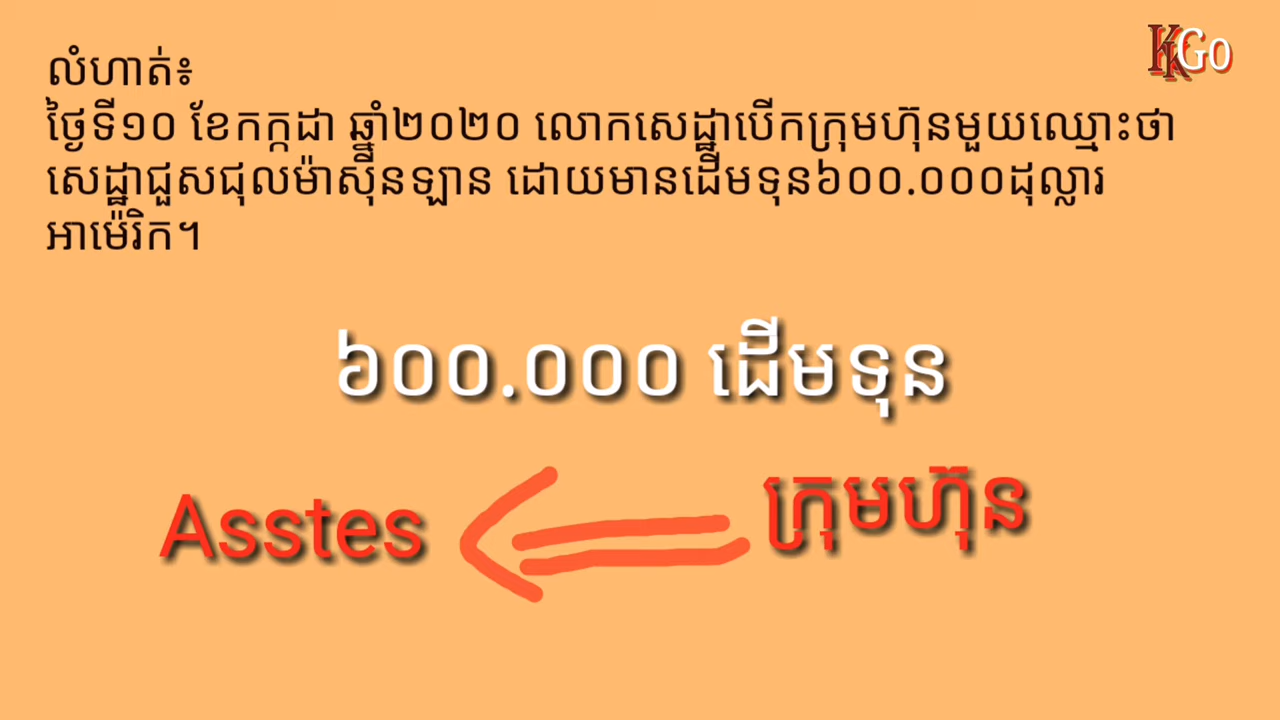 KK Go
លំហាត់៖
ថ្ងៃទី១០ ខែកក្កដា ឆ្នាំ២០២០ លោកសេដ្ឋាបើកក្រុមហ៊ុនមួយឈ្មោះថា
សេដ្ឋាជួសជុលម៉ាស៊ីនឡាន ដោយមានដើមទុន៦០០.០០០ដុល្លារ
អាម៉េរិក។
៦០០.០០០ ដើមទុន
Asstes
ក្រុមហ៊ុន